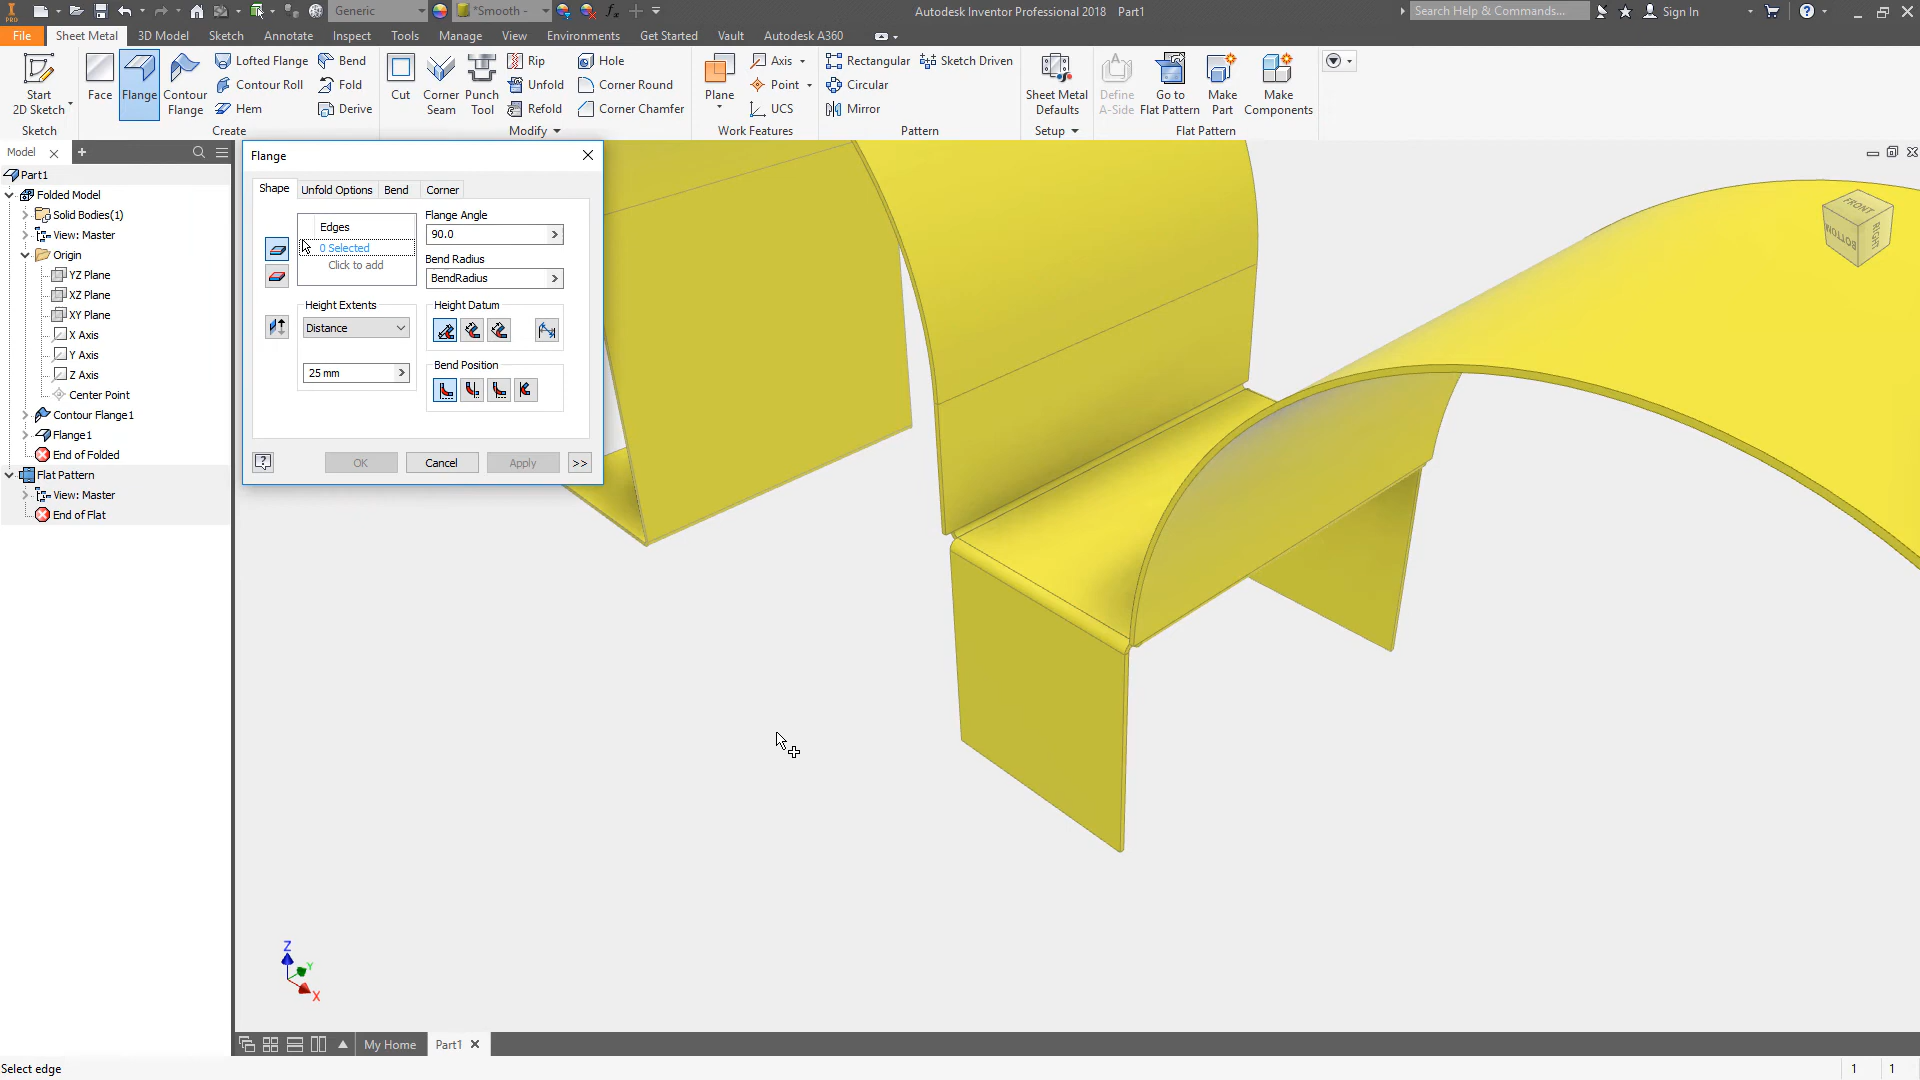 Generic
*Smooth -
Autodesk Inventor Professional 2018 Part1
Search Help & Commands...
Sign In
PRO
File
Sheet Metal
3D Model
Sketch
Annotate
Inspect
Tools
Manage
View
Environments
Get Started
Vault
Autodesk A360
Start
2D Sketch
Face
Flange
Contour
Flange
Lofted Flange
Contour Roll
Hem
Bend
Fold
Derive
Cut
Corner
Seam
Punch
Tool
Rip
Unfold
Refold
Hole
Corner Round
Corner Chamfer
Plane
Axis
Point
UCS
Rectangular
Circular
Mirror
Sketch Driven
Sheet Metal
Defaults
Define
A-Side
Go to
Flat Pattern
Make
Part
Make
Components
Sketch
Create
Modify
Work Features
Pattern
Setup
Flat Pattern
Model
Part1
Folded Model
Solid Bodies(1)
View: Master
Origin
YZ Plane
XZ Plane
XY Plane
X Axis
Y Axis
Z Axis
Center Point
Contour Flange1
Flange1
End of Folded
Flat Pattern
View: Master
End of Flat
Flange
Shape
Unfold Options
Bend
Corner
Edges
0 Selected
Click to add
Flange Angle
90.0
Bend Radius
BendRadius
Height Extents
Distance
25 mm
Height Datum
Bend Position
OK
Cancel
Apply
>>
FRONT
BOTTOM
RIGHT
Z
Y
X
My Home
Part1
Select edge
1
1